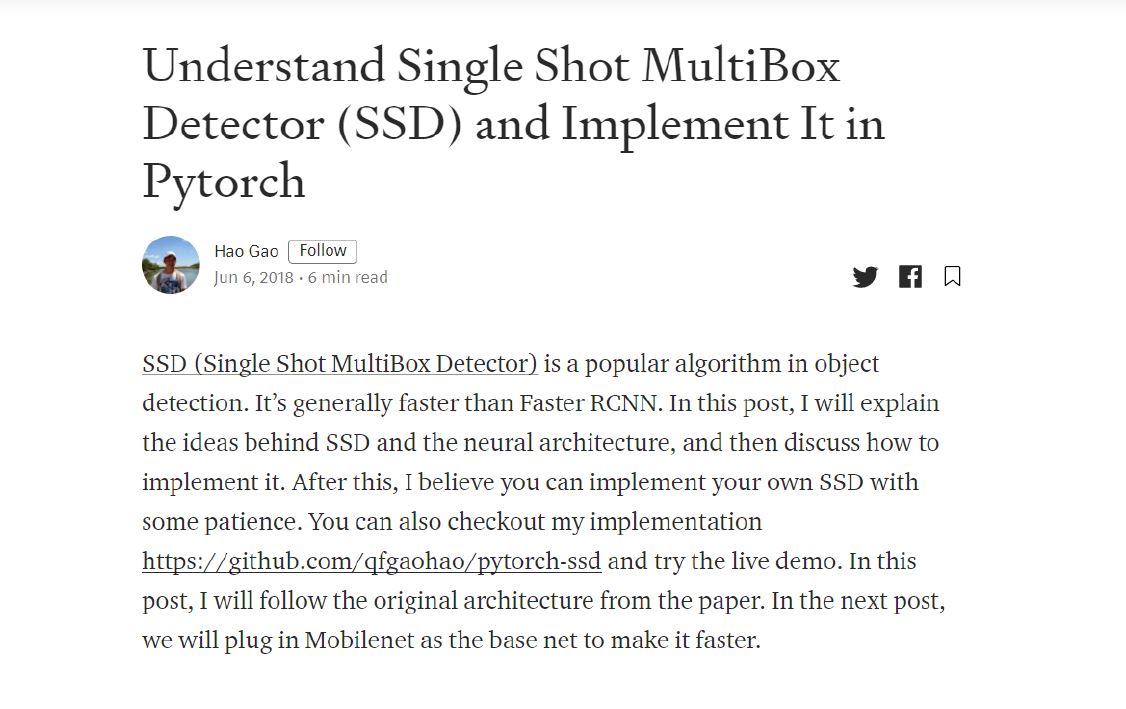 Understand Single Shot MultiBox
Detector (SSD) and Implement It in
Pytorch
Hao Gao Follow
Jun 6, 2018 · 6 min read
SSD (Single Shot MultiBox Detector) is a popular algorithm in object
detection. It’s generally faster than Faster RCNN. In this post, I will explain
the ideas behind SSD and the neural architecture, and then discuss how to
implement it. After this, I believe you can implement your own SSD with
some patience. You can also checkout my implementation
https://github.com/qfgaohao/pytorch-ssd and try the live demo. In this
post, I will follow the original architecture from the paper. In the next post,
we will plug in Mobilenet as the base net to make it faster.